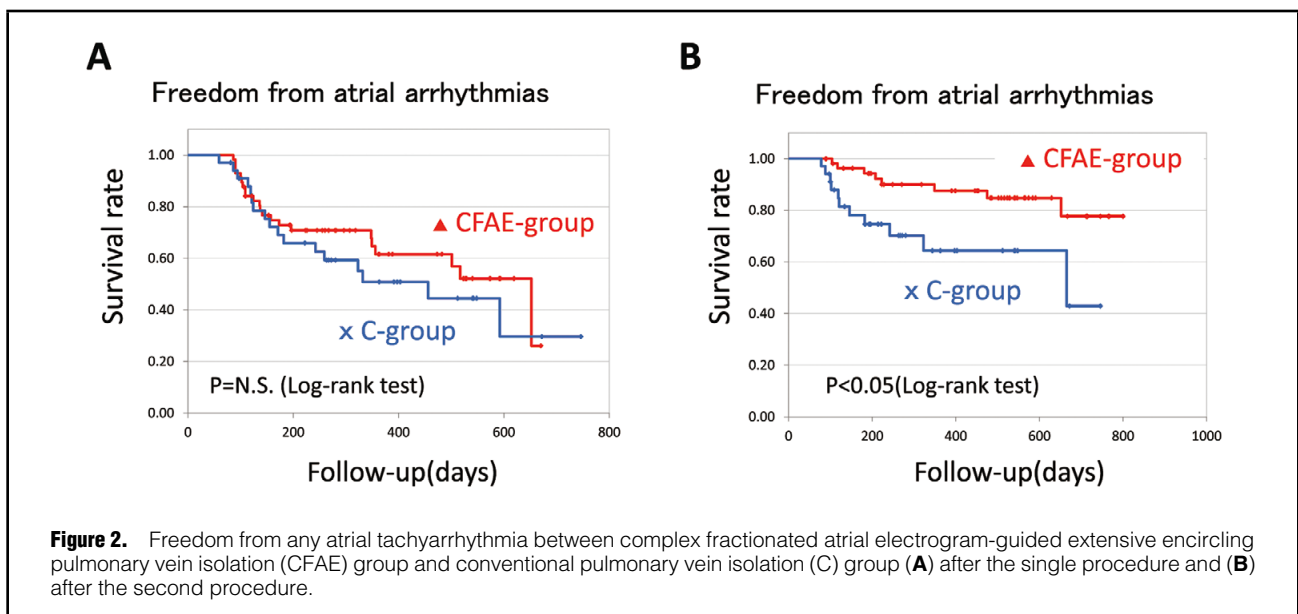 A
Freedom from atrial arrhythmias
Survival rate
1.00
0.80
0.60
0.40
0.20
0.00
▲ CFAE-group
x C-group
P=N.S. (Log-rank test)
0 200 400 600 800
Follow-up(days)
B
Freedom from atrial arrhythmias
Survival rate
1.00
0.80
0.60
0.40
0.20
0.00
▲ CFAE-group
x C-group
P<0.05(Log-rank test)
0 200 400 600 800 1000
Follow-up(days)
Figure 2. Freedom from any atrial tachyarrhythmia between complex fractionated atrial electrogram-guided extensive encircling
pulmonary vein isolation (CFAE) group and conventional pulmonary vein isolation (C) group (A) after the single procedure and (B)
after the second procedure.